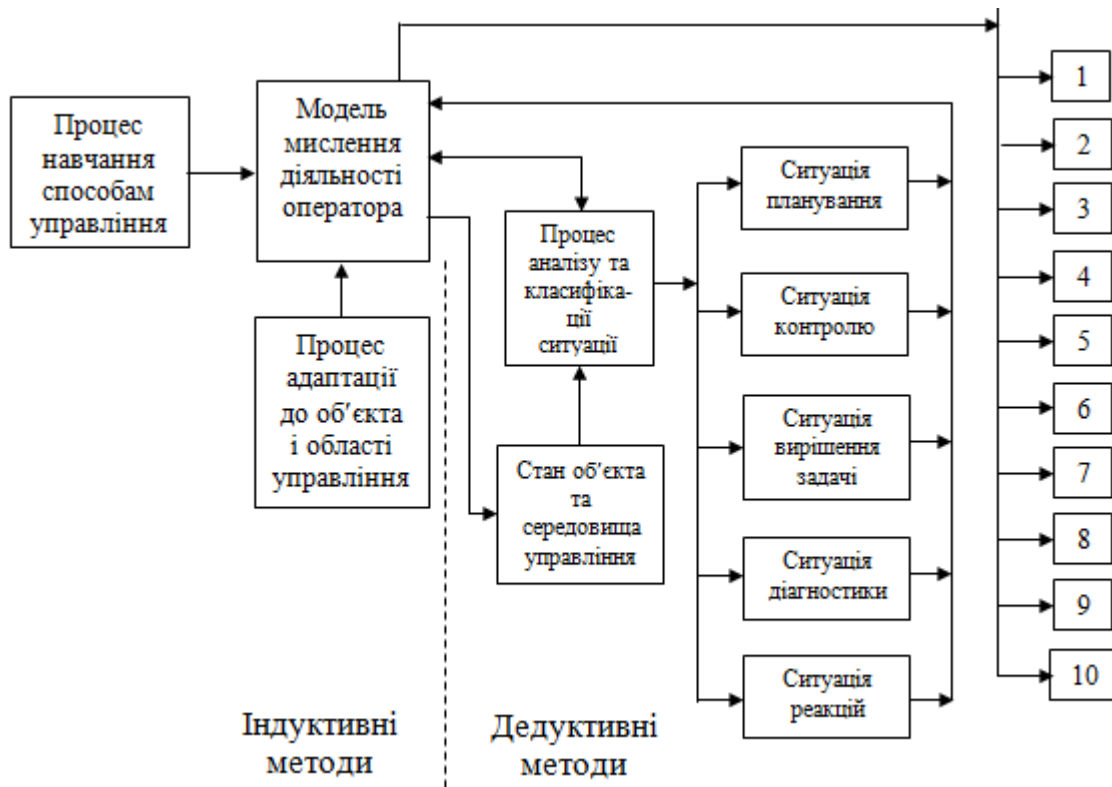 Процес
навчання
способам
управління
Модель
мислення
діяльності
оператора
Процес
адаптації
до об’єкта
і області
управління
Процес
аналізу та
класифіка-
ції
ситуації
Стан об’єкта
та
середовища
управління
Ситуація
планування
Ситуація
контролю
Ситуація
вирішення
задачі
Ситуація
діагностики
Ситуація
реакцій
1
2
3
4
5
6
7
8
9
10
Індуктивні
методи
Дедуктивні
методи